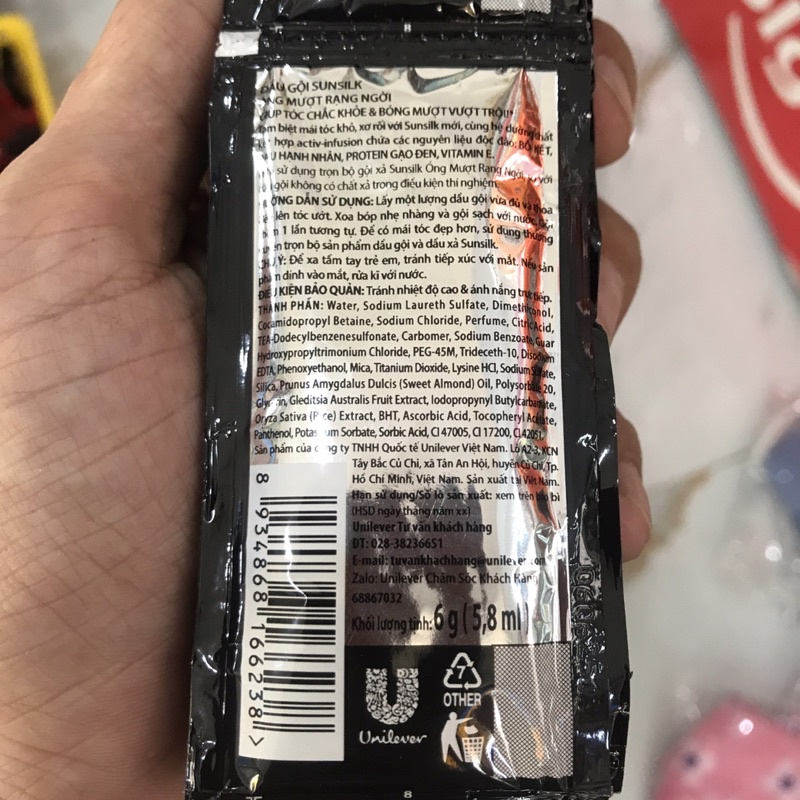 8
DẦU GỘI SUNSILK
ÓNG MƯỢT RẠNG NGỜI
GIÚP TÓC CHẮC KHỎE & BÓNG MƯỢT VƯỢT TRỘI*
biệt mái tóc khô, xơ rối với Sunsilk mới, cùng hệ dưỡng chất
hợp activ-infusion chứa các nguyên liệu độc đáo: BỒ KẾT,
HẠNH NHÂN, PROTEIN GẠO ĐEN, VITAMIN E.
sử dụng trọn bộ gội xả Sunsilk Óng Mượt Rạng Ngời, so với
gội không có chất xả trong điều kiện thí nghiệm
HƯỚNG DẪN SỬ DỤNG: Lấy một lượng dầu gội vừa đủ và thoa
lên tóc ướt. Xoa bóp nhẹ nhàng và gội sạch với nước.
1 lần tương tự. Để có mái tóc đẹp hơn, sử dụng thường
trọn bộ sản phẩm dầu gội và dầu xả Sunsilk.
CHÚ Ý: Để xa tầm tay trẻ em, tránh tiếp xúc với mắt. Nếu sản
phẩm dính vào mắt, rửa kĩ với nước.
ĐIỀU KIỆN BẢO QUẢN: Tránh nhiệt độ cao & ánh nắng trực tiếp.
THÀNH PHẦN: Water, Sodium Laureth Sulfate, Dimethiconol,
Cocamidopropyl Betaine, Sodium Chloride, Perfume, Citric Acid,
TEA-Dodecylbenzenesulfonate, Carbomer, Sodium Benzoate, Guar
Hydroxypropyltrimonium Chloride, PEG-45M, Trideceth-10, Disodium
EDTA, Phenoxyethanol, Mica, Titanium Dioxide, Lysine HCl, Sodium Sulfate,
Silica, Prunus Amygdalus Dulcis (Sweet Almond) Oil, Polysorbate 20,
Glycerin, Gleditsia Australis Fruit Extract, Iodopropynyl Butylcarbamate,
Oryza Sativa (Rice) Extract, BHT, Ascorbic Acid, Tocopheryl Acetate,
Panthenol, Potassium Sorbate, Sorbic Acid, CI 47005, CI 17200, CI 42051.
Sản phẩm của công ty TNHH Quốc tế Unilever Việt Nam. Lô A2-3, KCN
Tây Bắc Củ Chi, xã Tân An Hội, huyện Củ Chi, Tp.
Hồ Chí Minh, Việt Nam. Sản xuất tại Việt Nam.
Hạn sử dụng/Số lô sản xuất: xem trên bao bì
(HSD ngày tháng năm xx)
Unilever Tư vấn khách hàng
ĐT: 028-38236651
E-mail: tuvankhachhang@unilever.com
Zalo: Unilever Chăm Sóc Khách Hàng
68867032
Khối lượng tịnh: 6 g ( 5,8 ml )
8 934868 166238 >
7
OTHER
Unilever
8